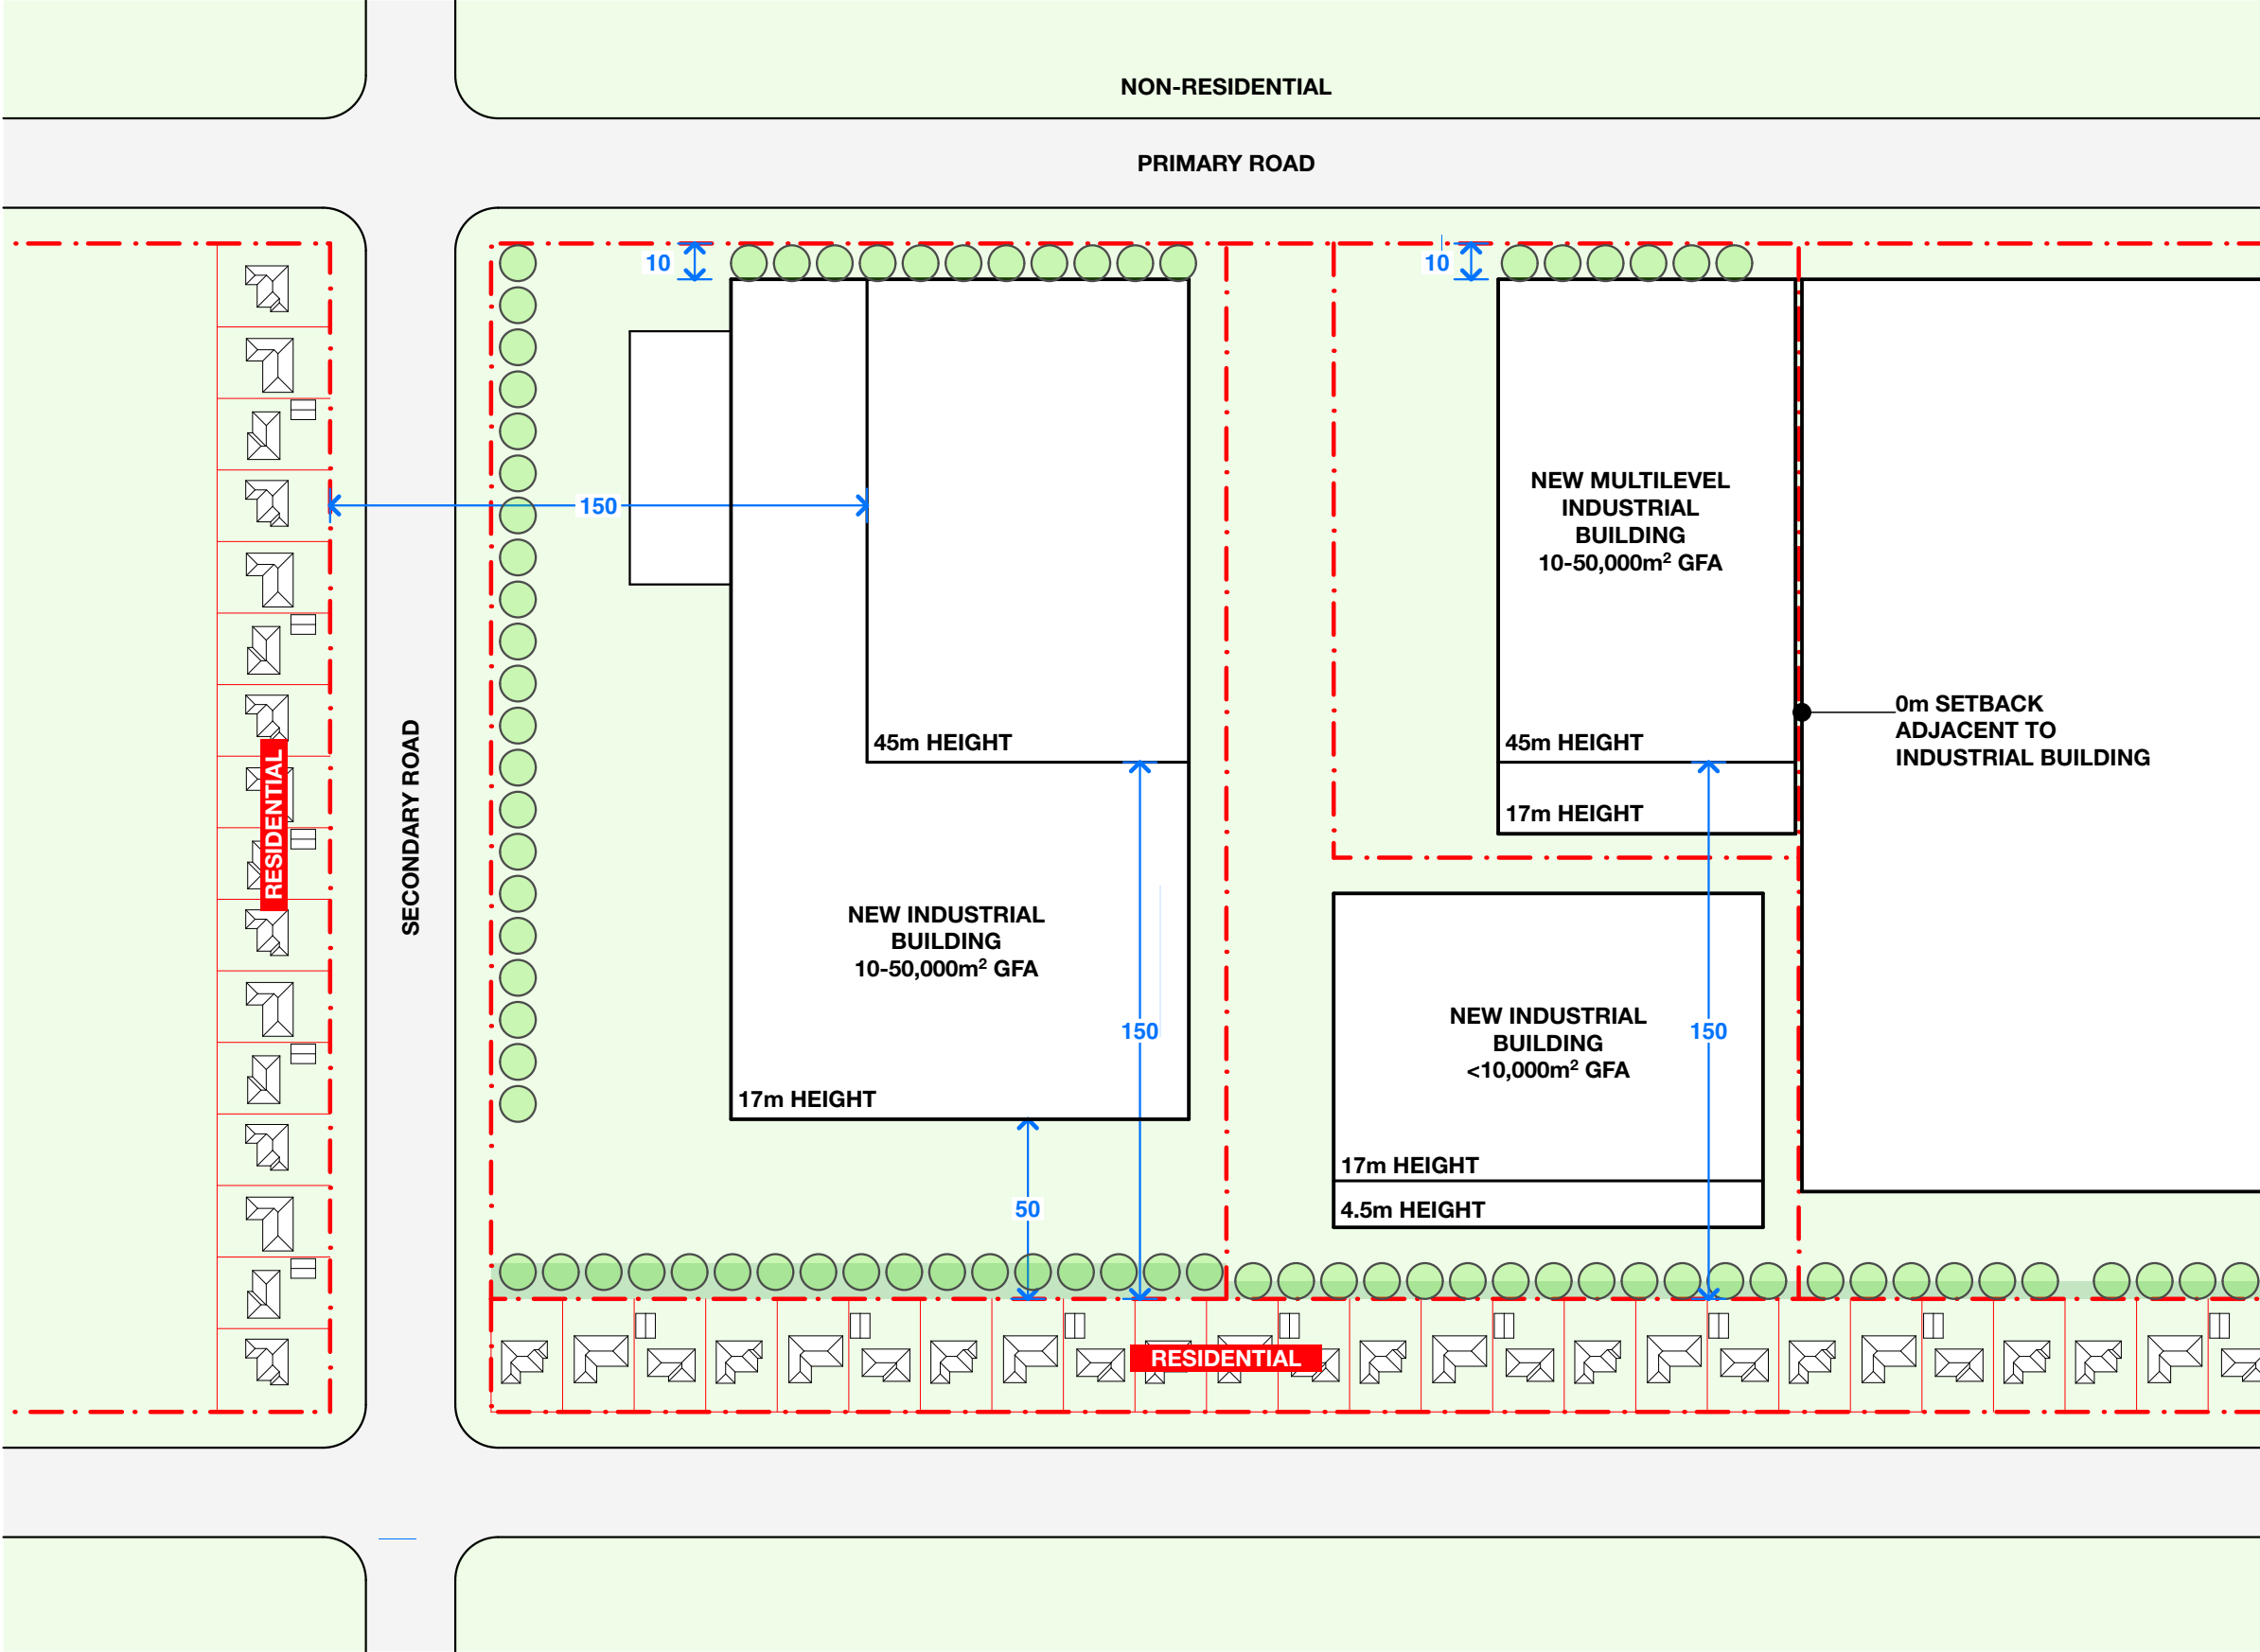 NON-RESIDENTIAL
PRIMARY ROAD
10
10
150
NEW MULTILEVEL
INDUSTRIAL
BUILDING
10-50,000m² GFA
0m SETBACK
ADJACENT TO
INDUSTRIAL BUILDING
45m HEIGHT
45m HEIGHT
17m HEIGHT
RESIDENTIAL
SECONDARY ROAD
NEW INDUSTRIAL
BUILDING
10-50,000m² GFA
150
NEW INDUSTRIAL
BUILDING
<10,000m² GFA
150
17m HEIGHT
17m HEIGHT
50
4.5m HEIGHT
RESIDENTIAL